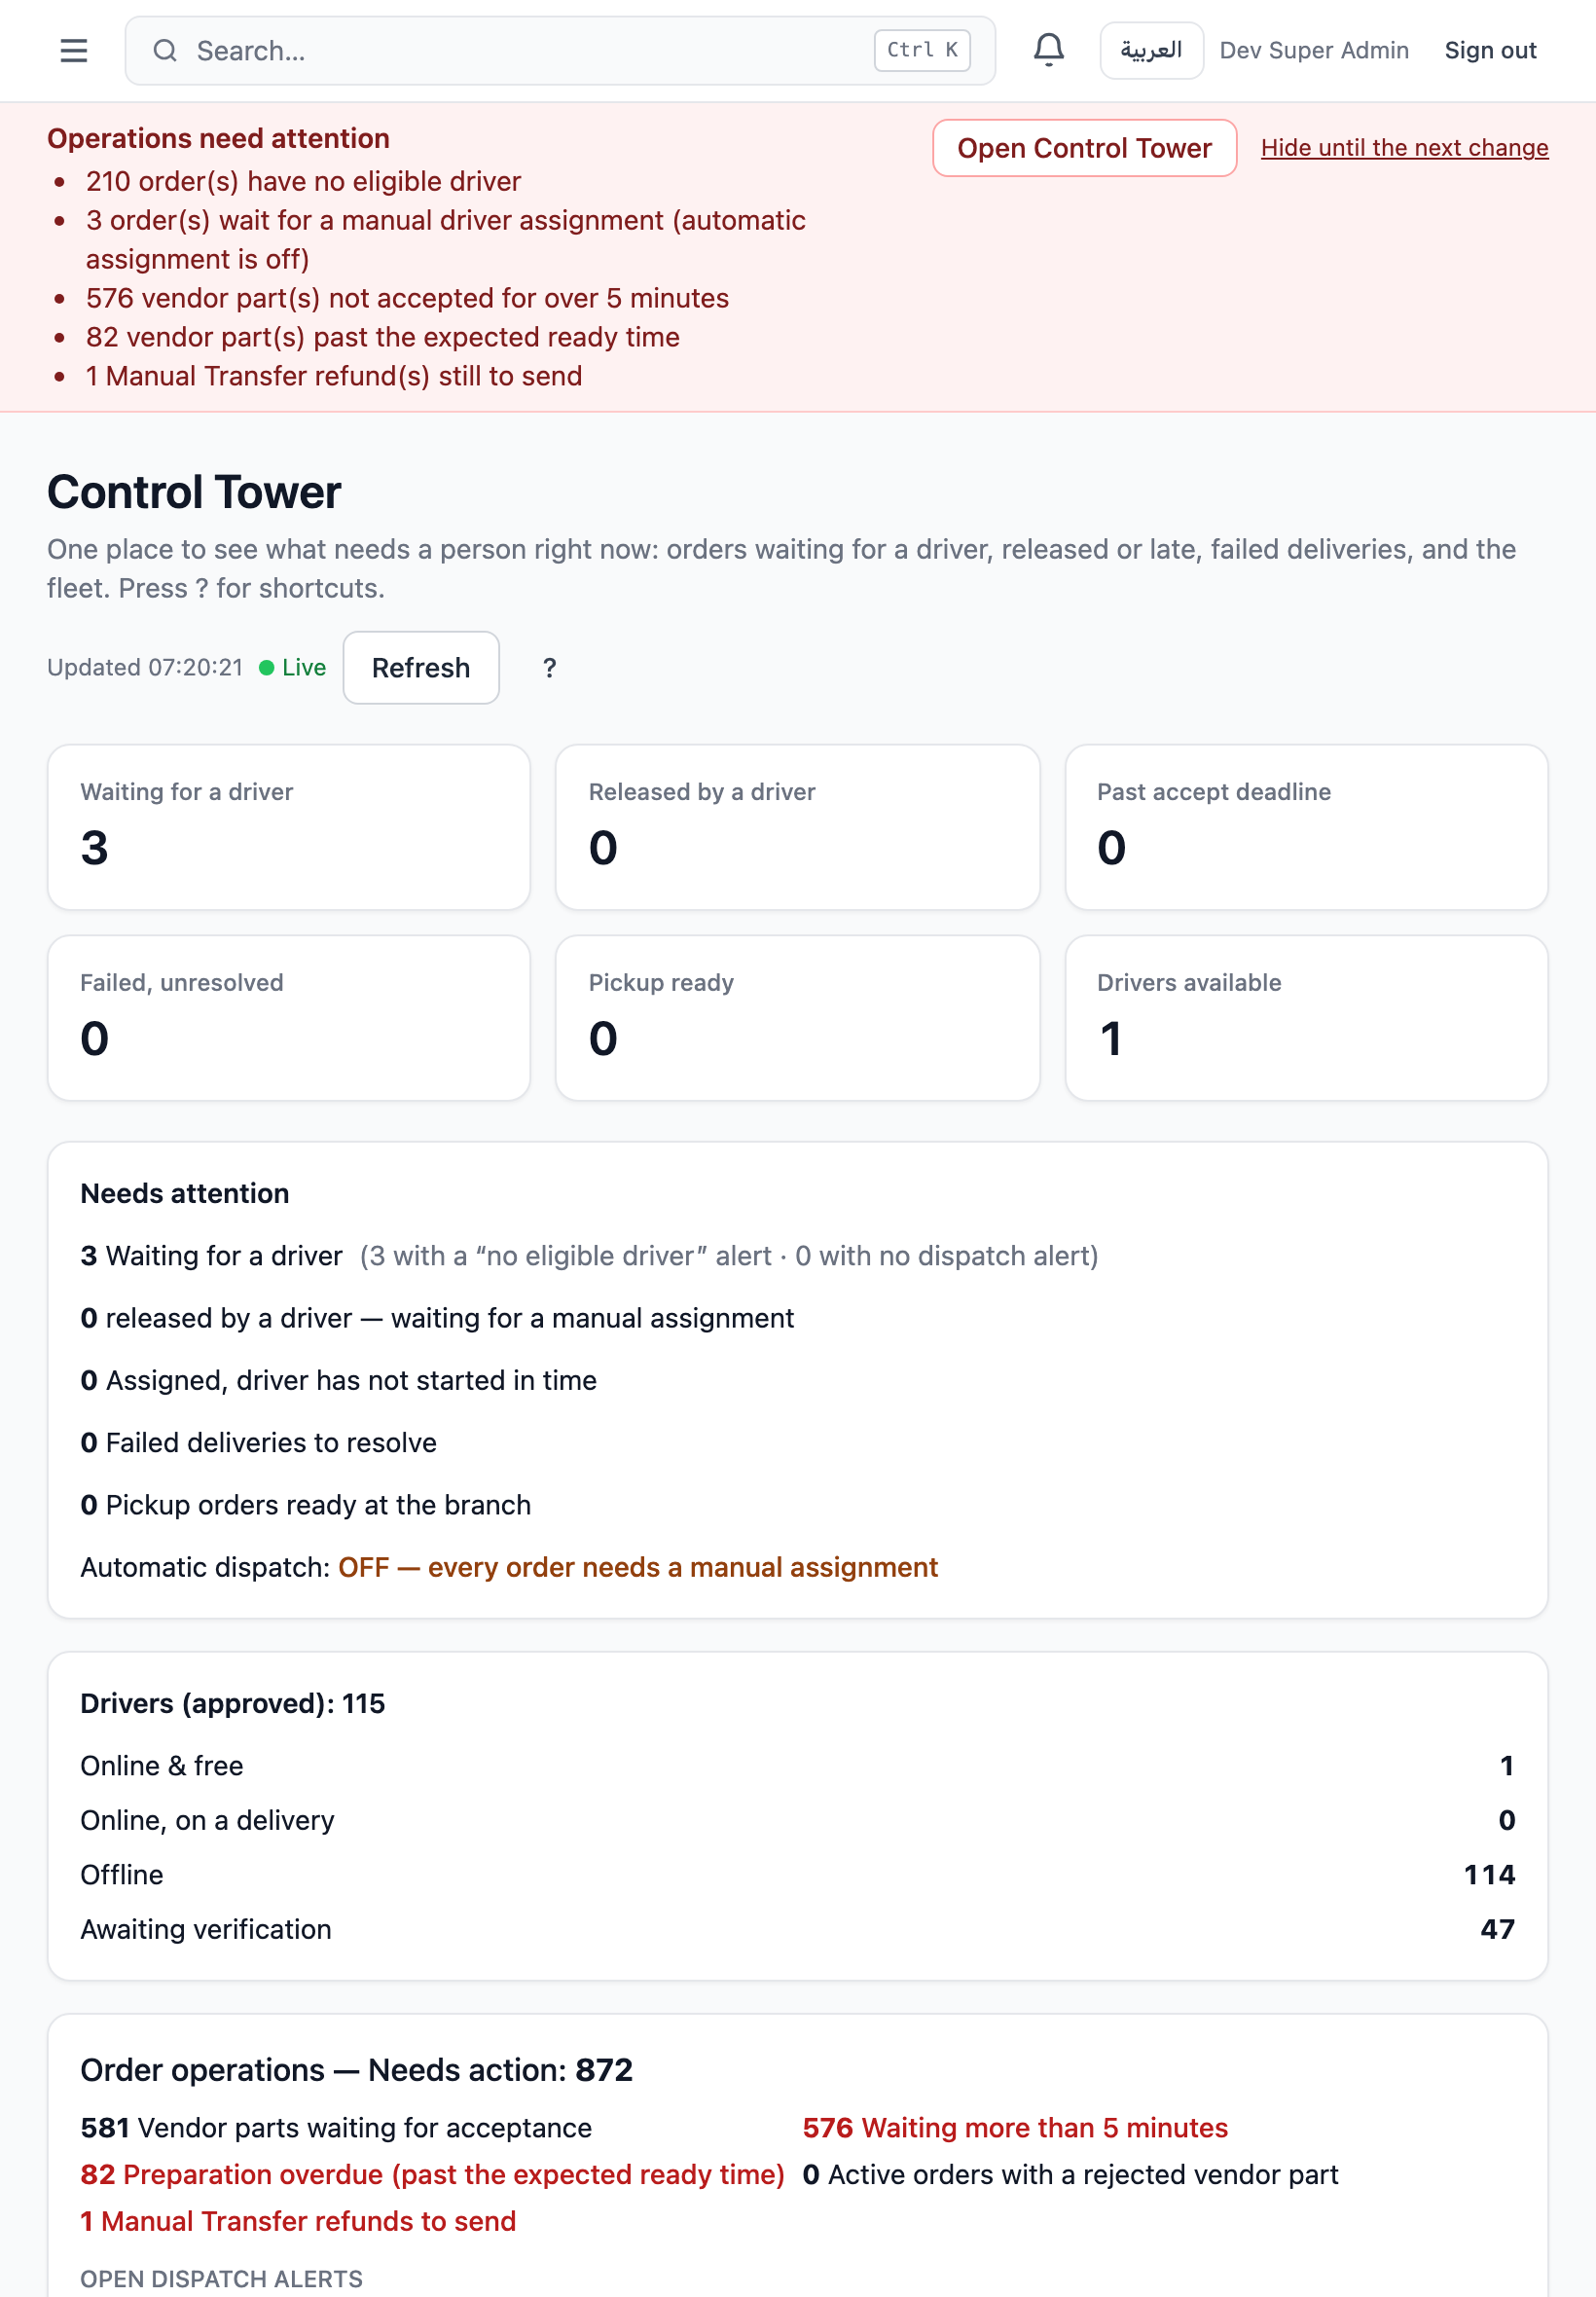 Search...
Ctrl K
العربية
Dev Super Admin
Sign out
Operations need attention
Open Control Tower
Hide until the next change
210 order(s) have no eligible driver
3 order(s) wait for a manual driver assignment (automatic
assignment is off)
576 vendor part(s) not accepted for over 5 minutes
82 vendor part(s) past the expected ready time
1 Manual Transfer refund(s) still to send
Control Tower
One place to see what needs a person right now: orders waiting for a driver, released or late, failed deliveries, and the
fleet. Press ? for shortcuts.
Updated 07:20:21
Live
Refresh
?
Waiting for a driver
3
Released by a driver
0
Past accept deadline
0
Failed, unresolved
0
Pickup ready
0
Drivers available
1
Needs attention
3 Waiting for a driver (3 with a “no eligible driver” alert · 0 with no dispatch alert)
0 released by a driver — waiting for a manual assignment
0 Assigned, driver has not started in time
0 Failed deliveries to resolve
0 Pickup orders ready at the branch
Automatic dispatch: OFF — every order needs a manual assignment
Drivers (approved): 115
Online & free 1
Online, on a delivery 0
Offline 114
Awaiting verification 47
Order operations — Needs action: 872
581 Vendor parts waiting for acceptance
576 Waiting more than 5 minutes
82 Preparation overdue (past the expected ready time)
0 Active orders with a rejected vendor part
1 Manual Transfer refunds to send
OPEN DISPATCH ALERTS